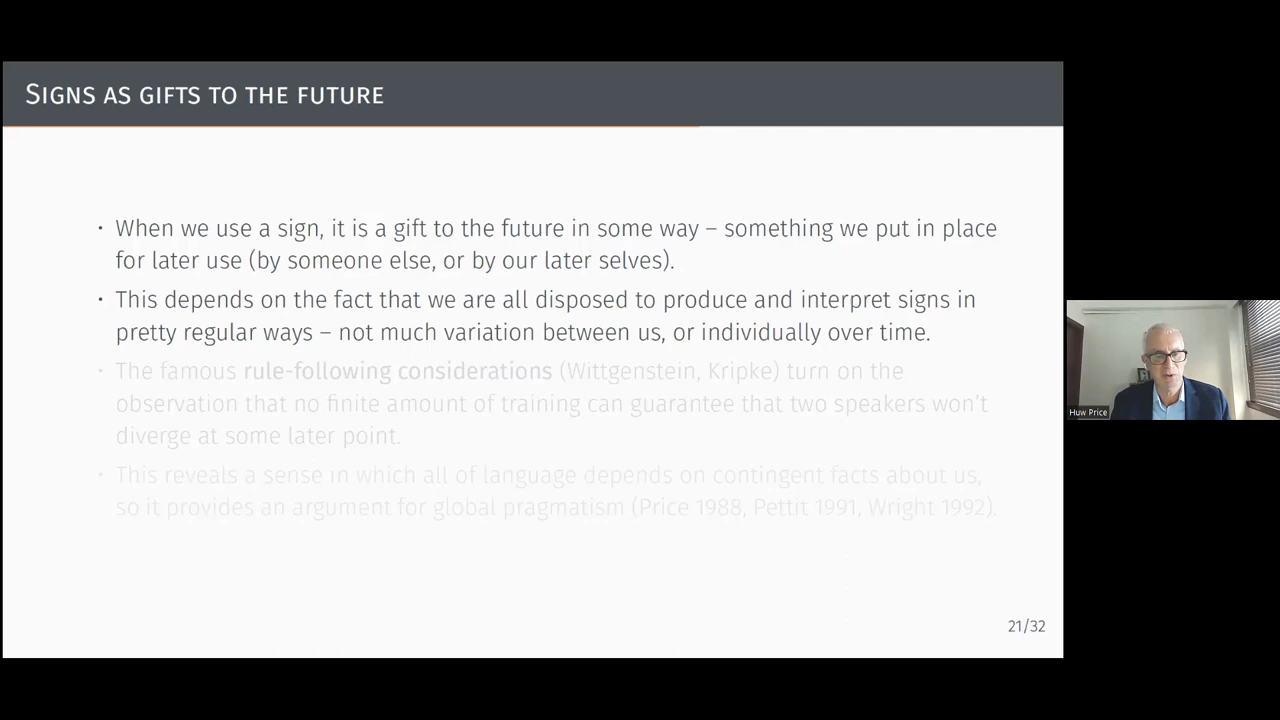 Signs as gifts to the future
· When we use a sign, it is a gift to the future in some way – something we put in place
for later use (by someone else, or by our later selves).
· This depends on the fact that we are all disposed to produce and interpret signs in
pretty regular ways – not much variation between us, or individually over time.
· The famous rule-following considerations (Wittgenstein, Kripke) turn on the
observation that no finite amount of training can guarantee that two speakers won't
diverge at some later point.
· This reveals a sense in which all of language depends on contingent facts about us,
so it provides an argument for global pragmatism (Price 1988, Pettit 1991, Wright 1992).
21/32
Huw Price